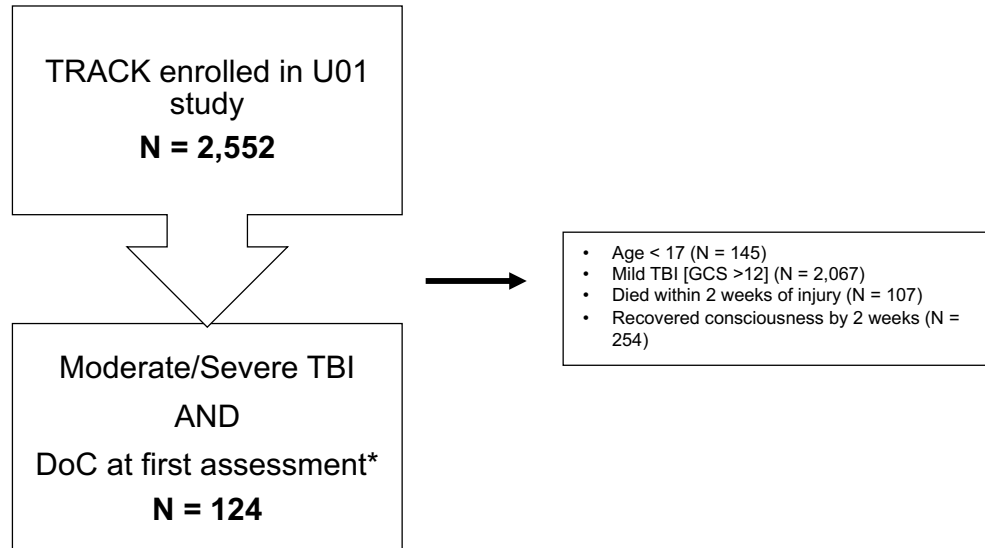 TRACK enrolled in U01
study
N = 2,552
• Age < 17 (N = 145)
• Mild TBI [GCS >12] (N = 2,067)
• Died within 2 weeks of injury (N = 107)
• Recovered consciousness by 2 weeks (N =
254)
Moderate/Severe TBI
AND
DoC at first assessment*
N = 124